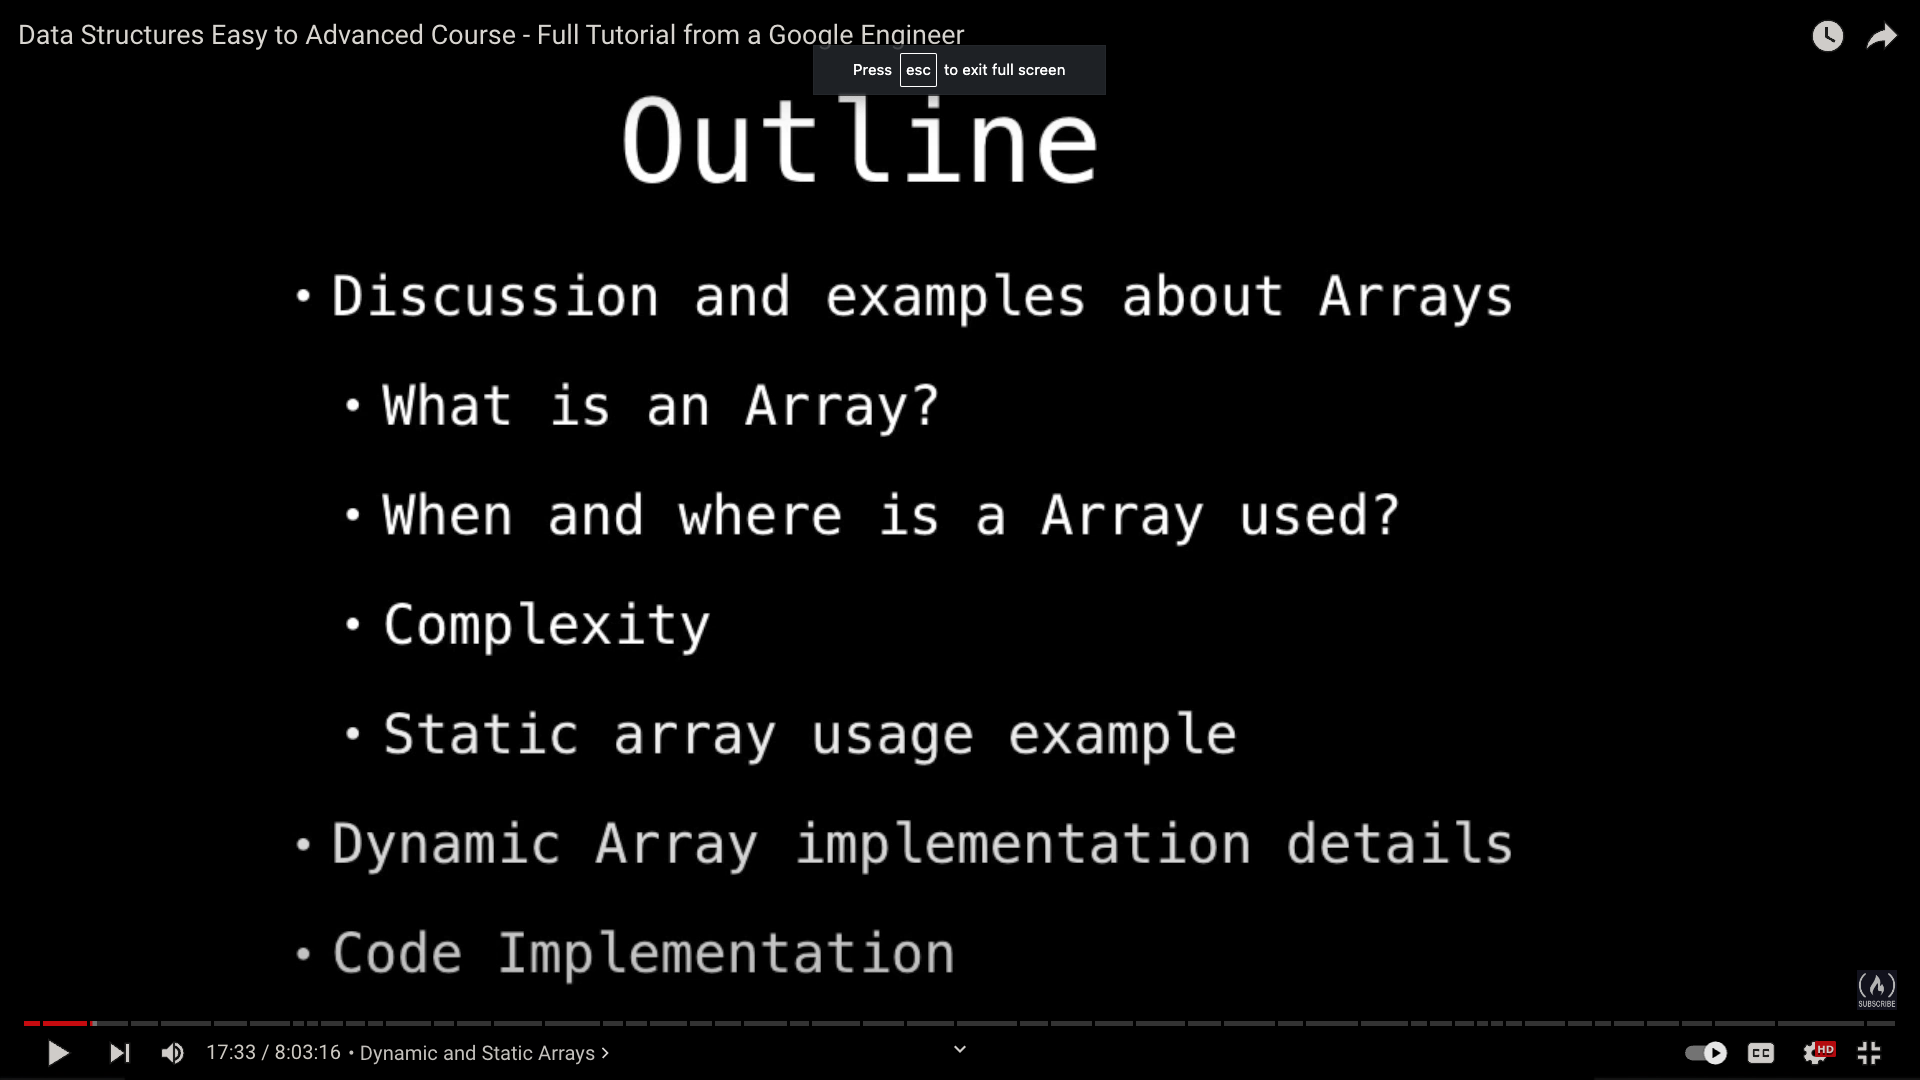 Data Structures Easy to Advanced Course - Full Tutorial from a Google Engineer
Press esc to exit full screen
Outline
• Discussion and examples about Arrays
• What is an Array?
• When and where is a Array used?
• Complexity
• Static array usage example
• Dynamic Array implementation details
• Code Implementation
SUBSCRIBE
17:33 / 8:03:16 • Dynamic and Static Arrays >
CC
HD